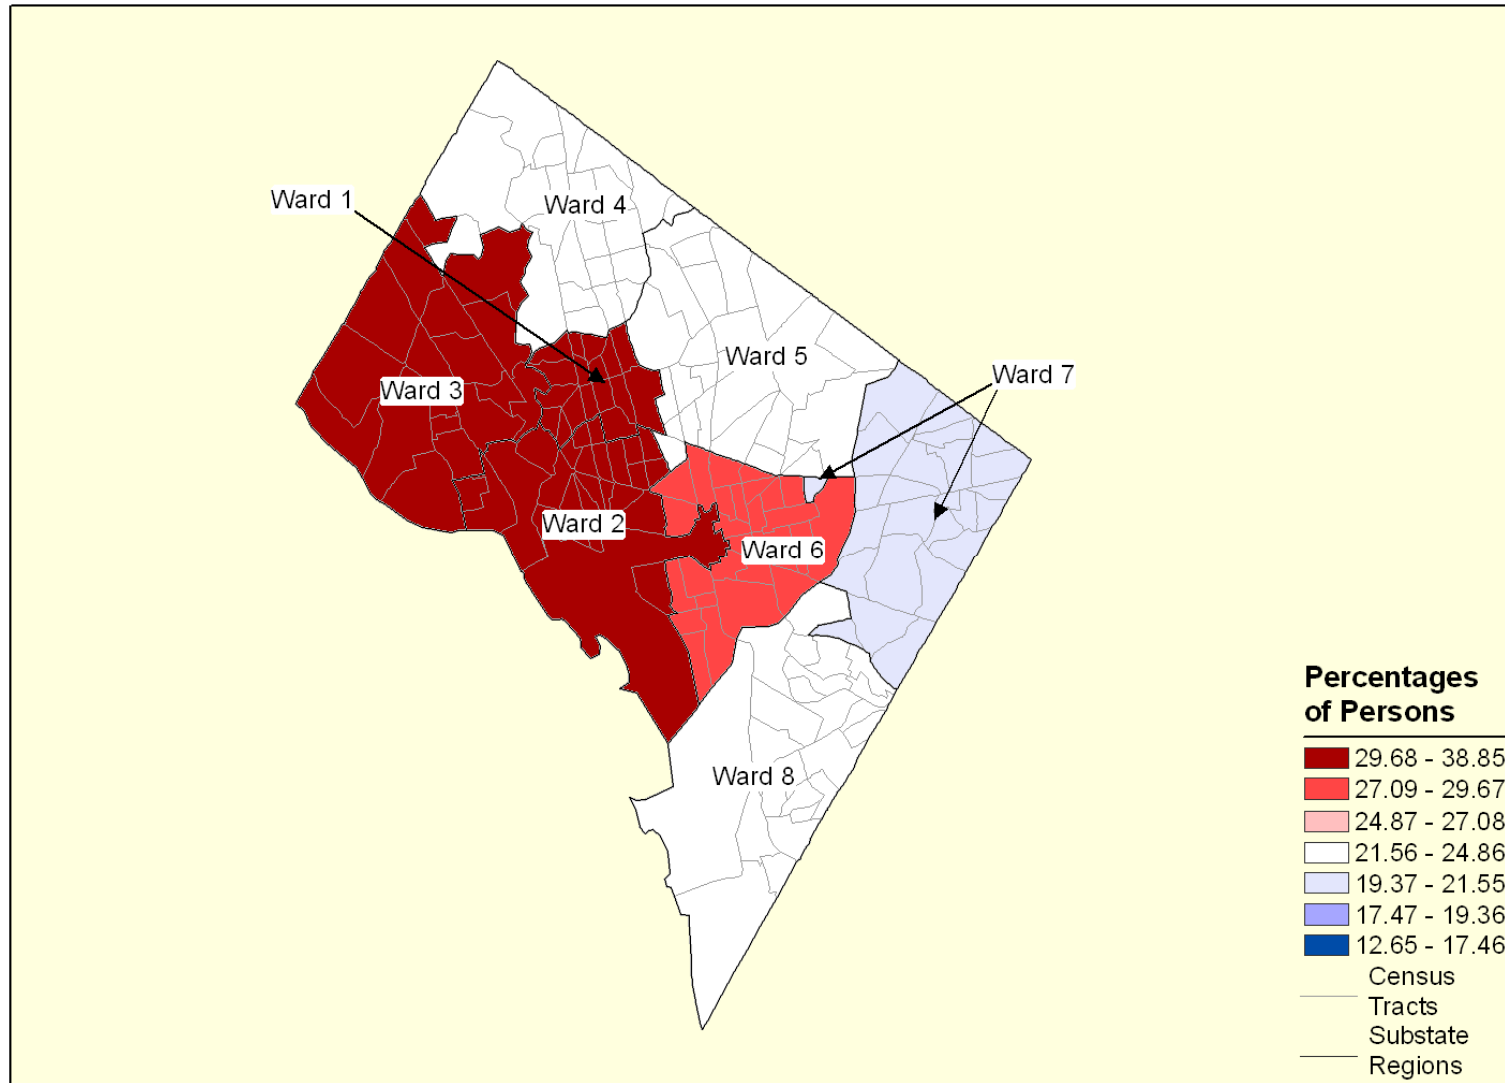 Ward 4
Ward 1
Ward 5
Ward 7
Ward 3
Ward 2
Ward 6
Ward 8
Percentages
of Persons
29.68 - 38.85
27.09 - 29.67
24.87 - 27.08
21.56 - 24.86
19.37 - 21.55
17.47 - 19.36
12.65 - 17.46
Census
Tracts
Substate
Regions